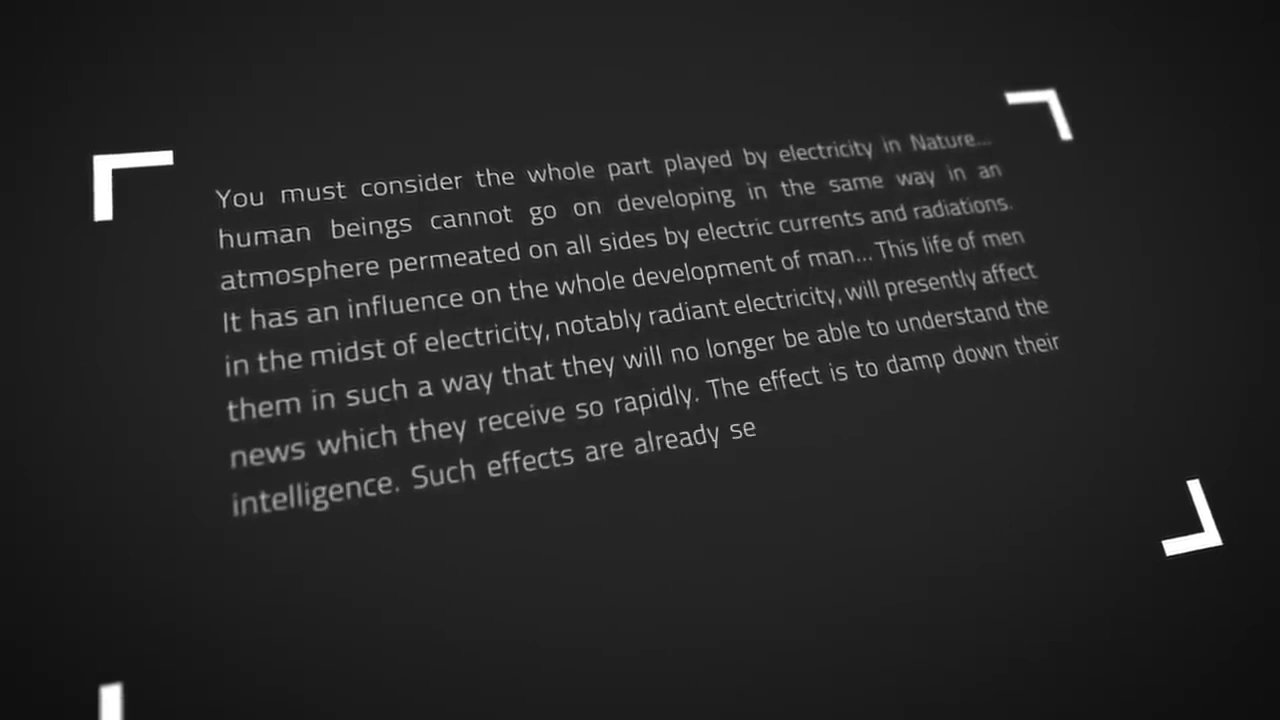 You must consider the whole part played by electricity in Nature...
human beings cannot go on developing in the same way in an
atmosphere permeated on all sides by electric currents and radiations.
It has an influence on the whole development of man... This life of men
in the midst of electricity, notably radiant electricity, will presently affect
them in such a way that they will no longer be able to understand the
news which they receive so rapidly. The effect is to damp down their
intelligence. Such effects are already se